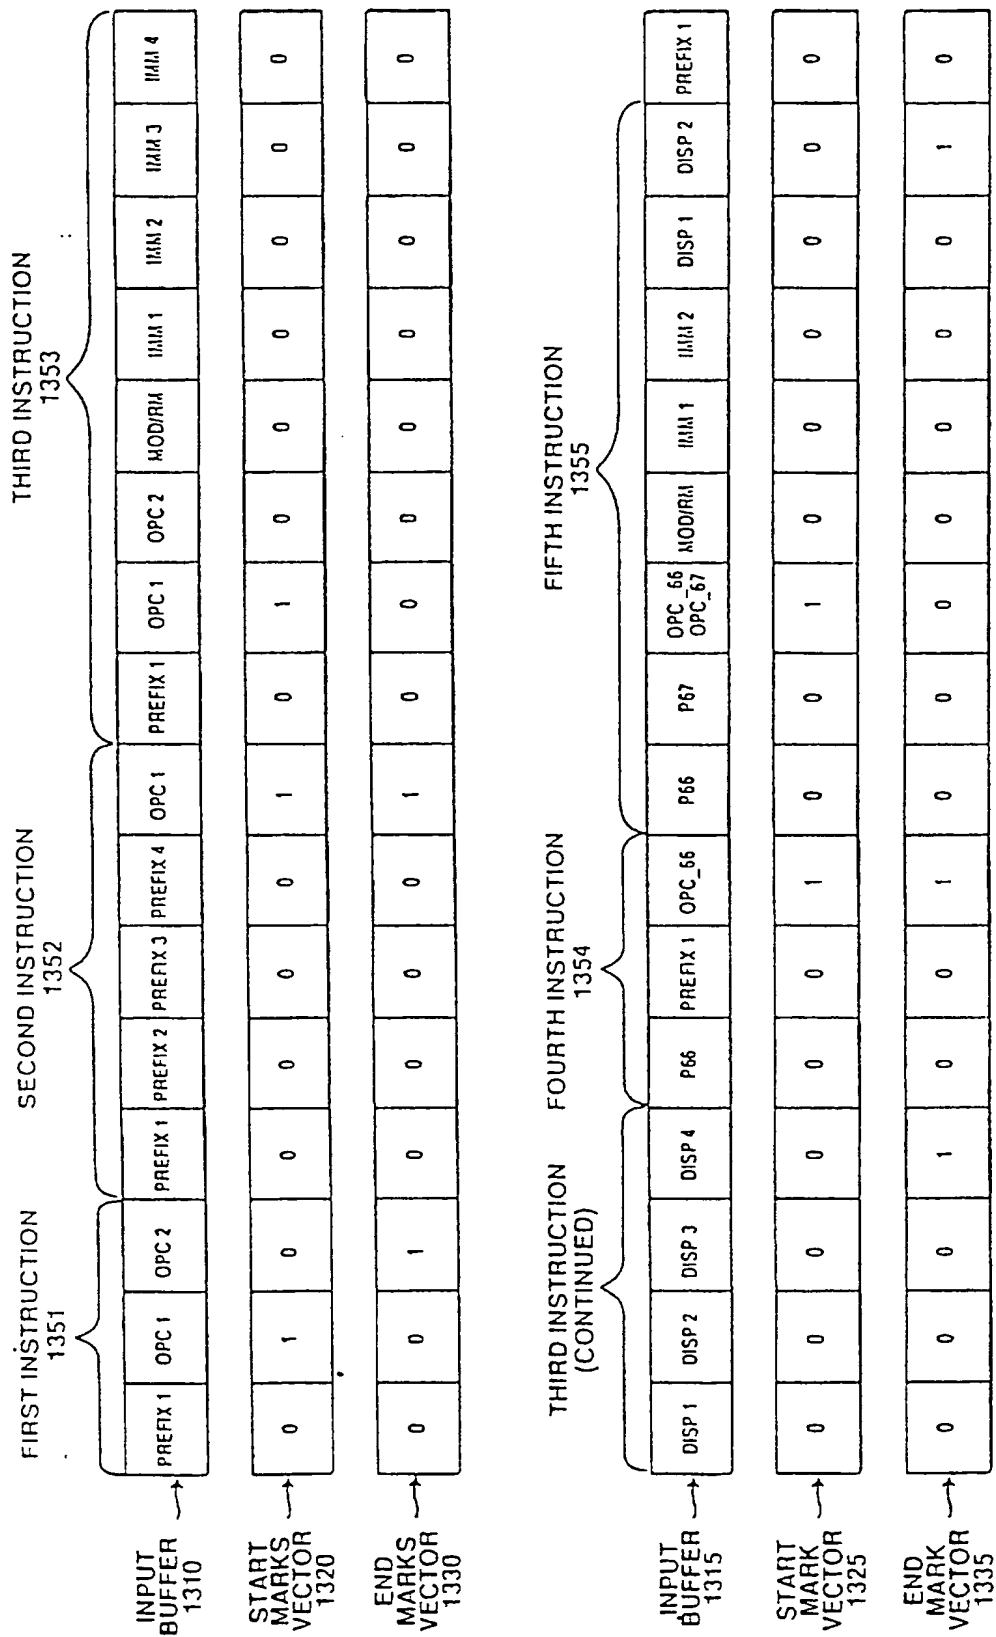 FIRST INSTRUCTION
1351
SECOND INSTRUCTION
1352
THIRD INSTRUCTION
1353
INPUT
BUFFER
1310
PREFIX 1 OPC 1 OPC 2 PREFIX 1 PREFIX 2 PREFIX 3 PREFIX 4 OPC 1 PREFIX 1 OPC 1 OPC 2 MOD/RM IMM 1 IMM 2 IMM 3 IMM 4
START
MARKS
VECTOR
1320
0 1 0 0 0 0 0 1 0 1 0 0 0 0 0 0
END
MARKS
VECTOR
1330
0 0 1 0 0 0 0 1 0 0 0 0 0 0 0 0
THIRD INSTRUCTION
(CONTINUED)
FOURTH INSTRUCTION
1354
FIFTH INSTRUCTION
1355
INPUT
BUFFER
1315
DISP 1 DISP 2 DISP 3 DISP 4 P66 PREFIX 1 OPC_66 P66 P67 OPC_66 OPC_67 MOD/RM IMM 1 IMM 2 DISP 1 DISP 2 PREFIX 1
START
MARK
VECTOR
1325
0 0 0 0 0 0 1 0 0 1 0 0 0 0 0 0
END
MARK
VECTOR
1335
0 0 0 1 0 0 1 0 0 0 0 0 0 0 1 0